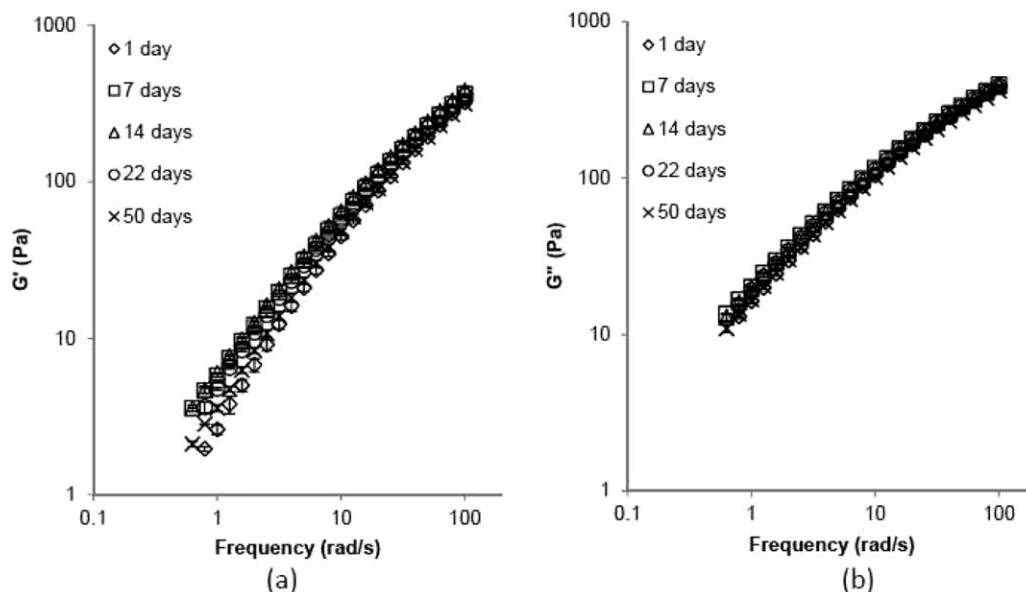 1000
100
10
1
0.1
1
10
100
G' (Pa)
Frequency (rad/s)
1 day
7 days
14 days
22 days
50 days
(a)
1000
100
10
1
0.1
1
10
100
G" (Pa)
Frequency (rad/s)
1 day
7 days
14 days
22 days
50 days
(b)